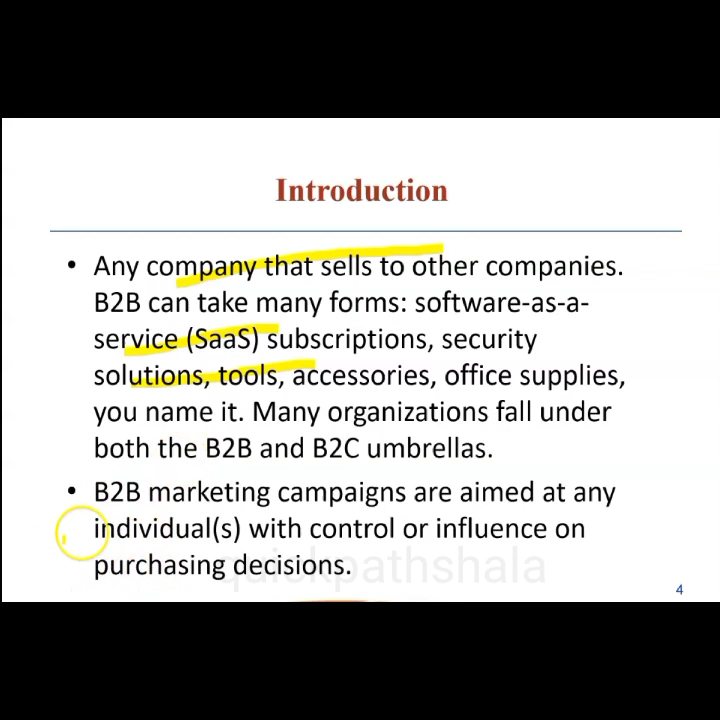 Introduction
• Any company that sells to other companies.
B2B can take many forms: software-as-a-
service (SaaS) subscriptions, security
solutions, tools, accessories, office supplies,
you name it. Many organizations fall under
both the B2B and B2C umbrellas.
• B2B marketing campaigns are aimed at any
individual(s) with control or influence on
purchasing decisions.
quickpathshala
4